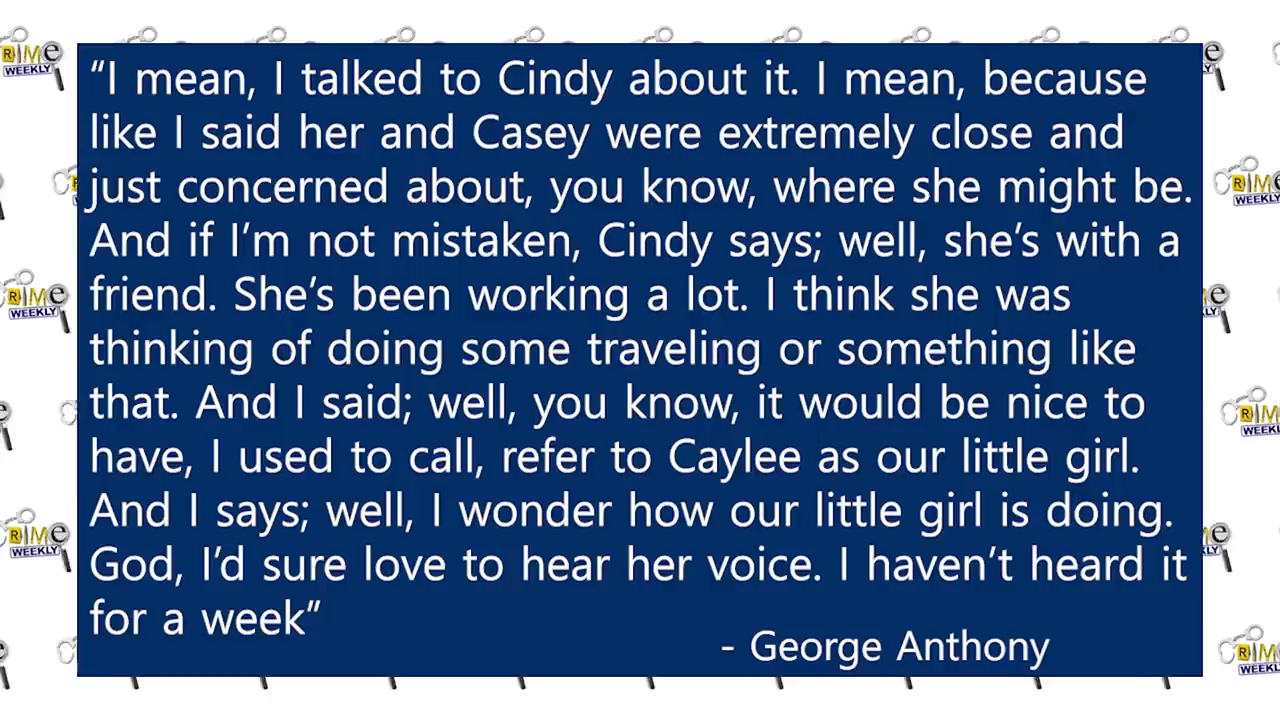 “I mean, I talked to Cindy about it. I mean, because
like I said her and Casey were extremely close and
just concerned about, you know, where she might be.
And if I’m not mistaken, Cindy says; well, she’s with a
friend. She’s been working a lot. I think she was
thinking of doing some traveling or something like
that. And I said; well, you know, it would be nice to
have, I used to call, refer to Caylee as our little girl.
And I says; well, I wonder how our little girl is doing.
God, I’d sure love to hear her voice. I haven’t heard it
for a week”
- George Anthony
CRiMe
WEEKLY